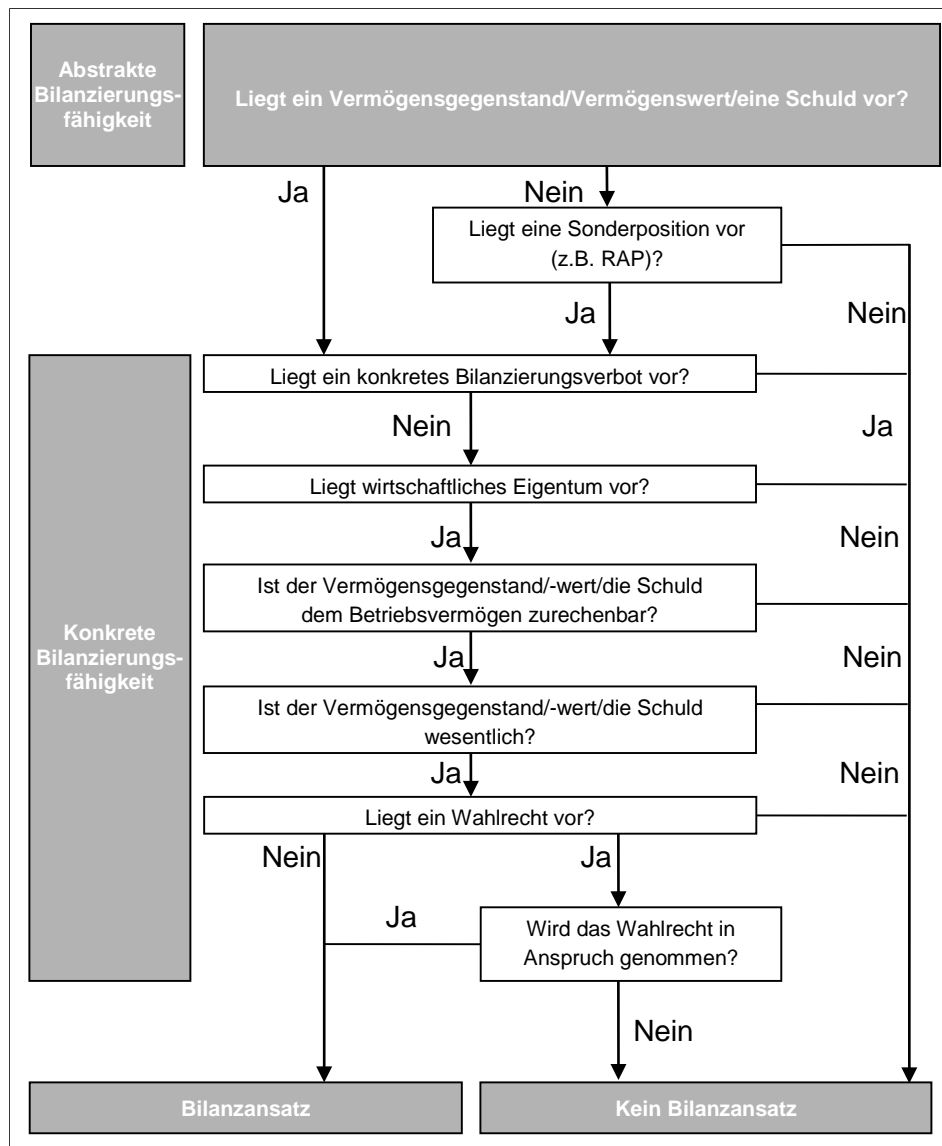 Abstrakte
Bilanzierungs-
fähigkeit
Liegt ein Vermögensgegenstand/Vermögenswert/eine Schuld vor?
Ja
Nein
Liegt eine Sonderposition vor
(z.B. RAP)?
Ja
Nein
Konkrete
Bilanzierungs-
fähigkeit
Liegt ein konkretes Bilanzierungsverbot vor?
Nein
Ja
Liegt wirtschaftliches Eigentum vor?
Ja
Nein
Ist der Vermögensgegenstand/-wert/die Schuld
dem Betriebsvermögen zurechenbar?
Ja
Nein
Ist der Vermögensgegenstand/-wert/die Schuld
wesentlich?
Ja
Nein
Liegt ein Wahlrecht vor?
Nein
Ja
Ja
Wird das Wahlrecht in
Anspruch genommen?
Nein
Bilanzansatz
Kein Bilanzansatz